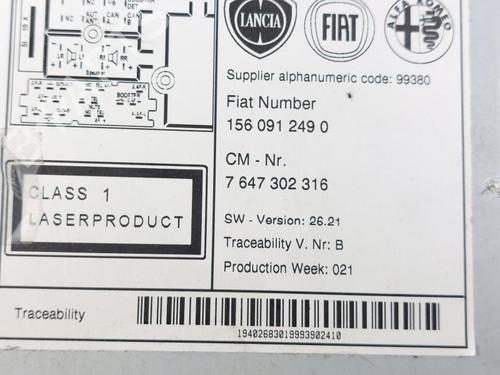 LANCIA
FIAT
ALFA ROMEO
Supplier alphanumeric code: 99380
Fiat Number
156 091 249 0
CM - Nr.
7 647 302 316
SW - Version: 26.21
Traceability V. Nr: B
Production Week: 021
CLASS 1
LASERPRODUCT
Traceability
19402683019993902410